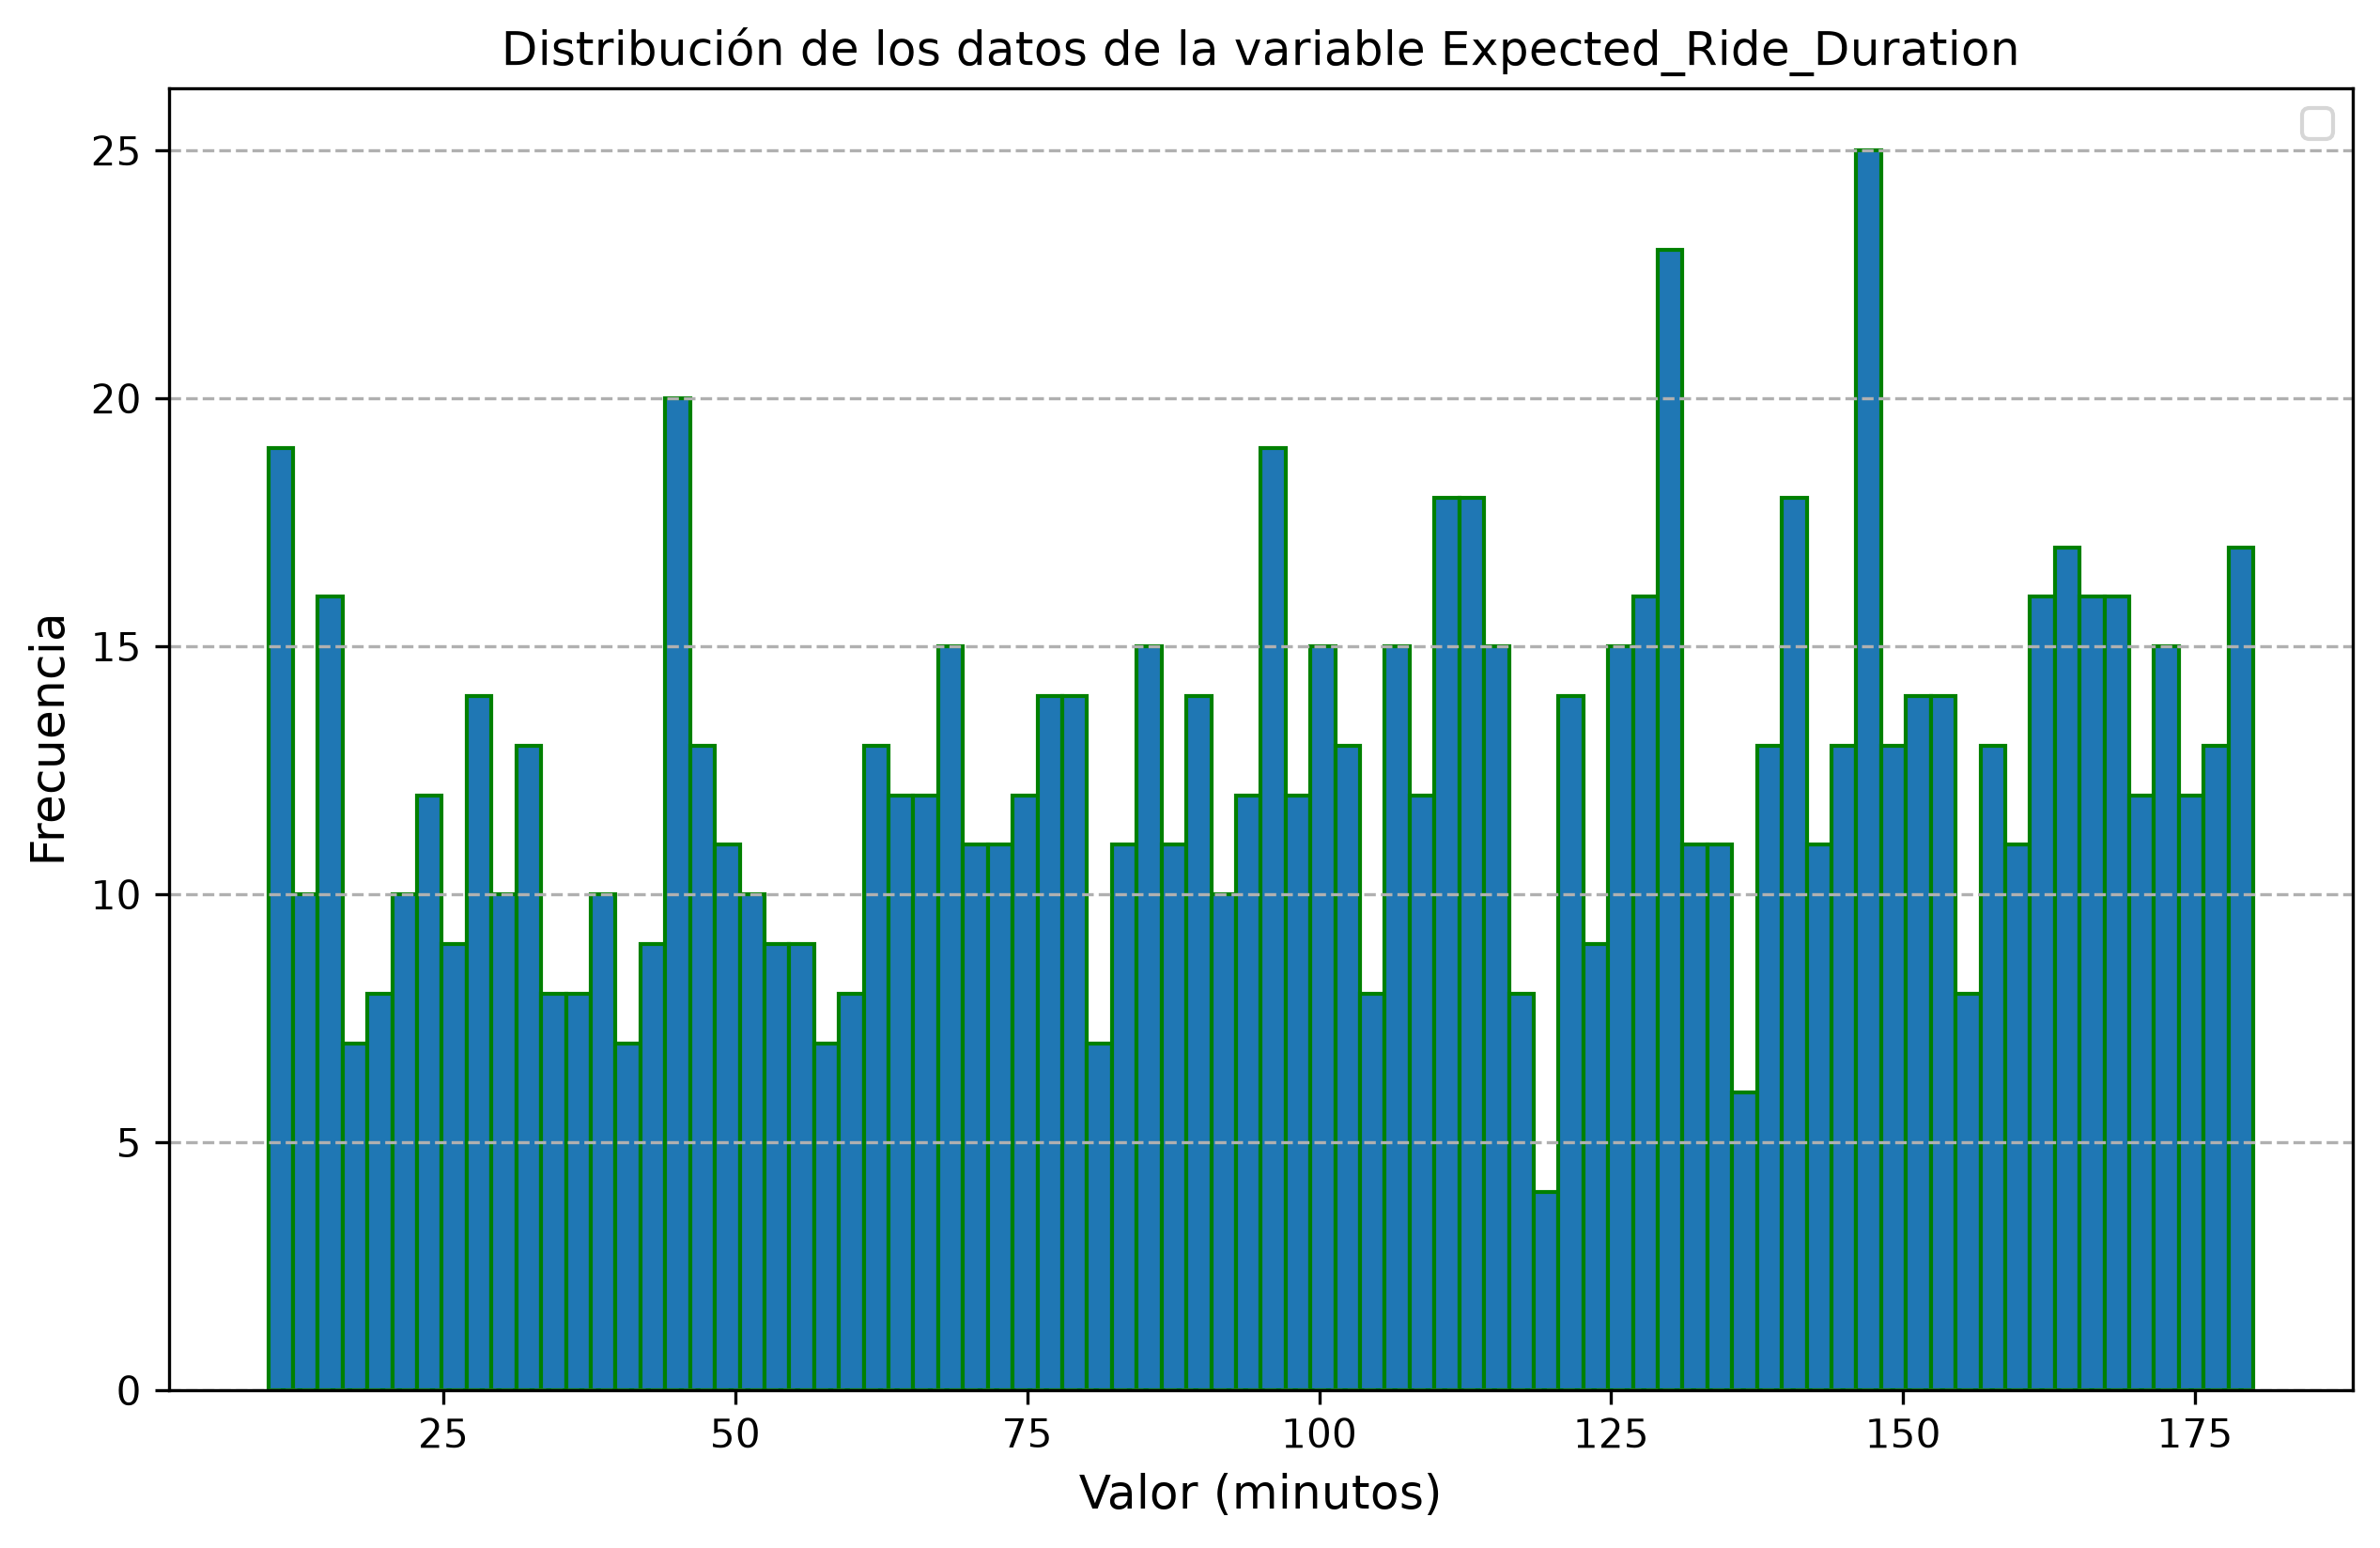 Distribución de los datos de la variable Expected_Ride_Duration
Frecuencia
25
20
15
10
5
0
25 50 75 100 125 150 175
Valor (minutos)